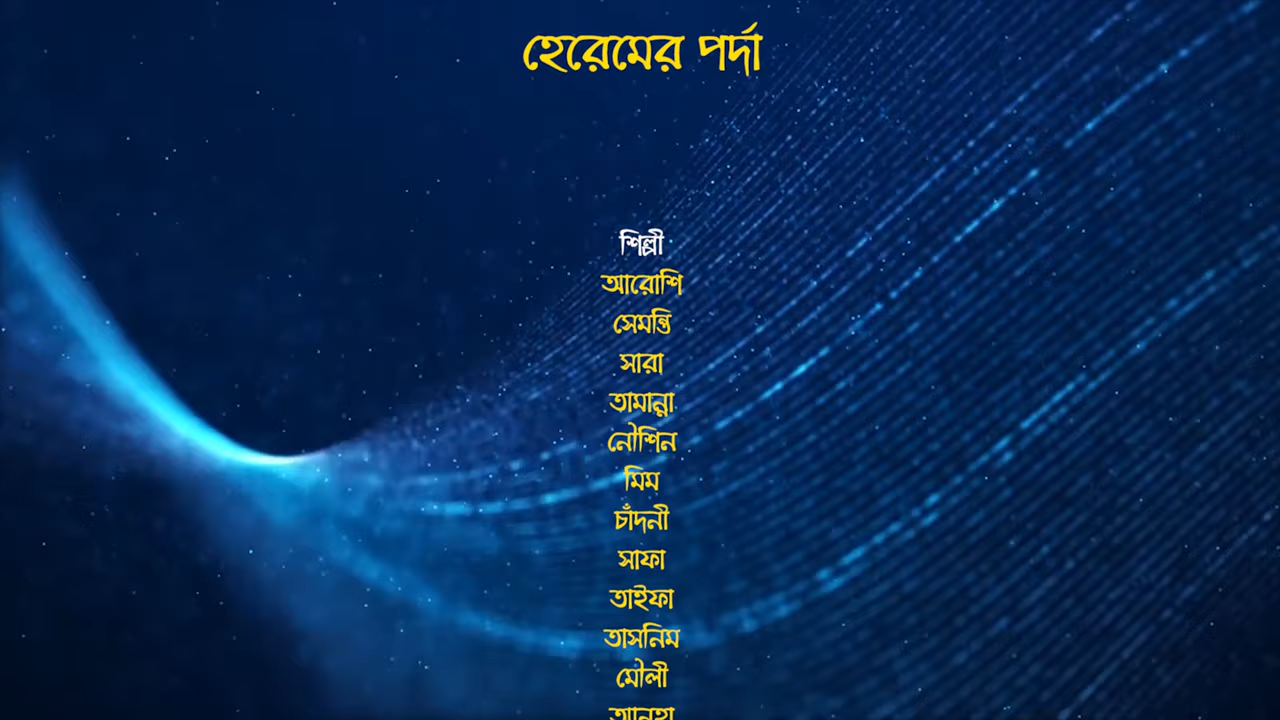 হেরেমের পর্দা
শিল্পী
আরোশি
সেমন্তি
সারা
তামান্না
নৌশিন
মিম
চাঁদনী
সাফা
তাইফা
তাসনিম
মৌলী